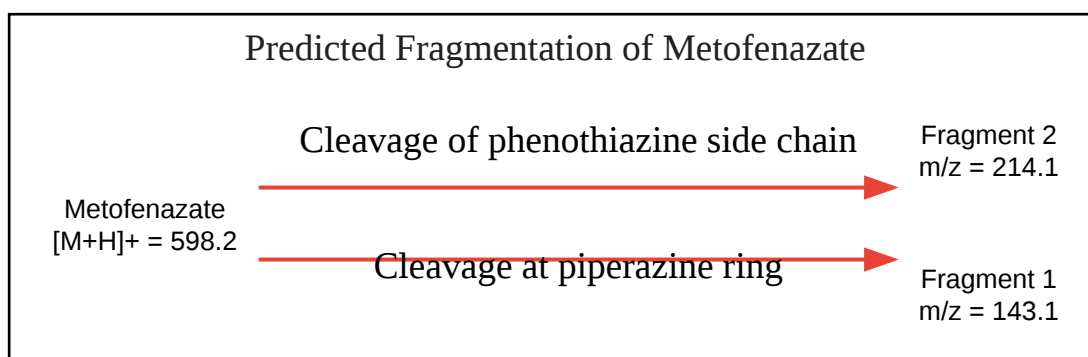 Predicted Fragmentation of Metofenazate
Cleavage of phenothiazine side chain
Fragment 2
m/z = 214.1
Metofenazate
[M+H]+ = 598.2
Cleavage at piperazine ring
Fragment 1
m/z = 143.1